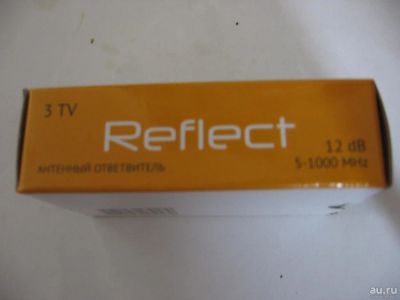 3 TV
Reflect
12 dB
5-1000 MHz
АНТЕННЫЙ ОТВЕТВИТЕЛЬ
au.ru